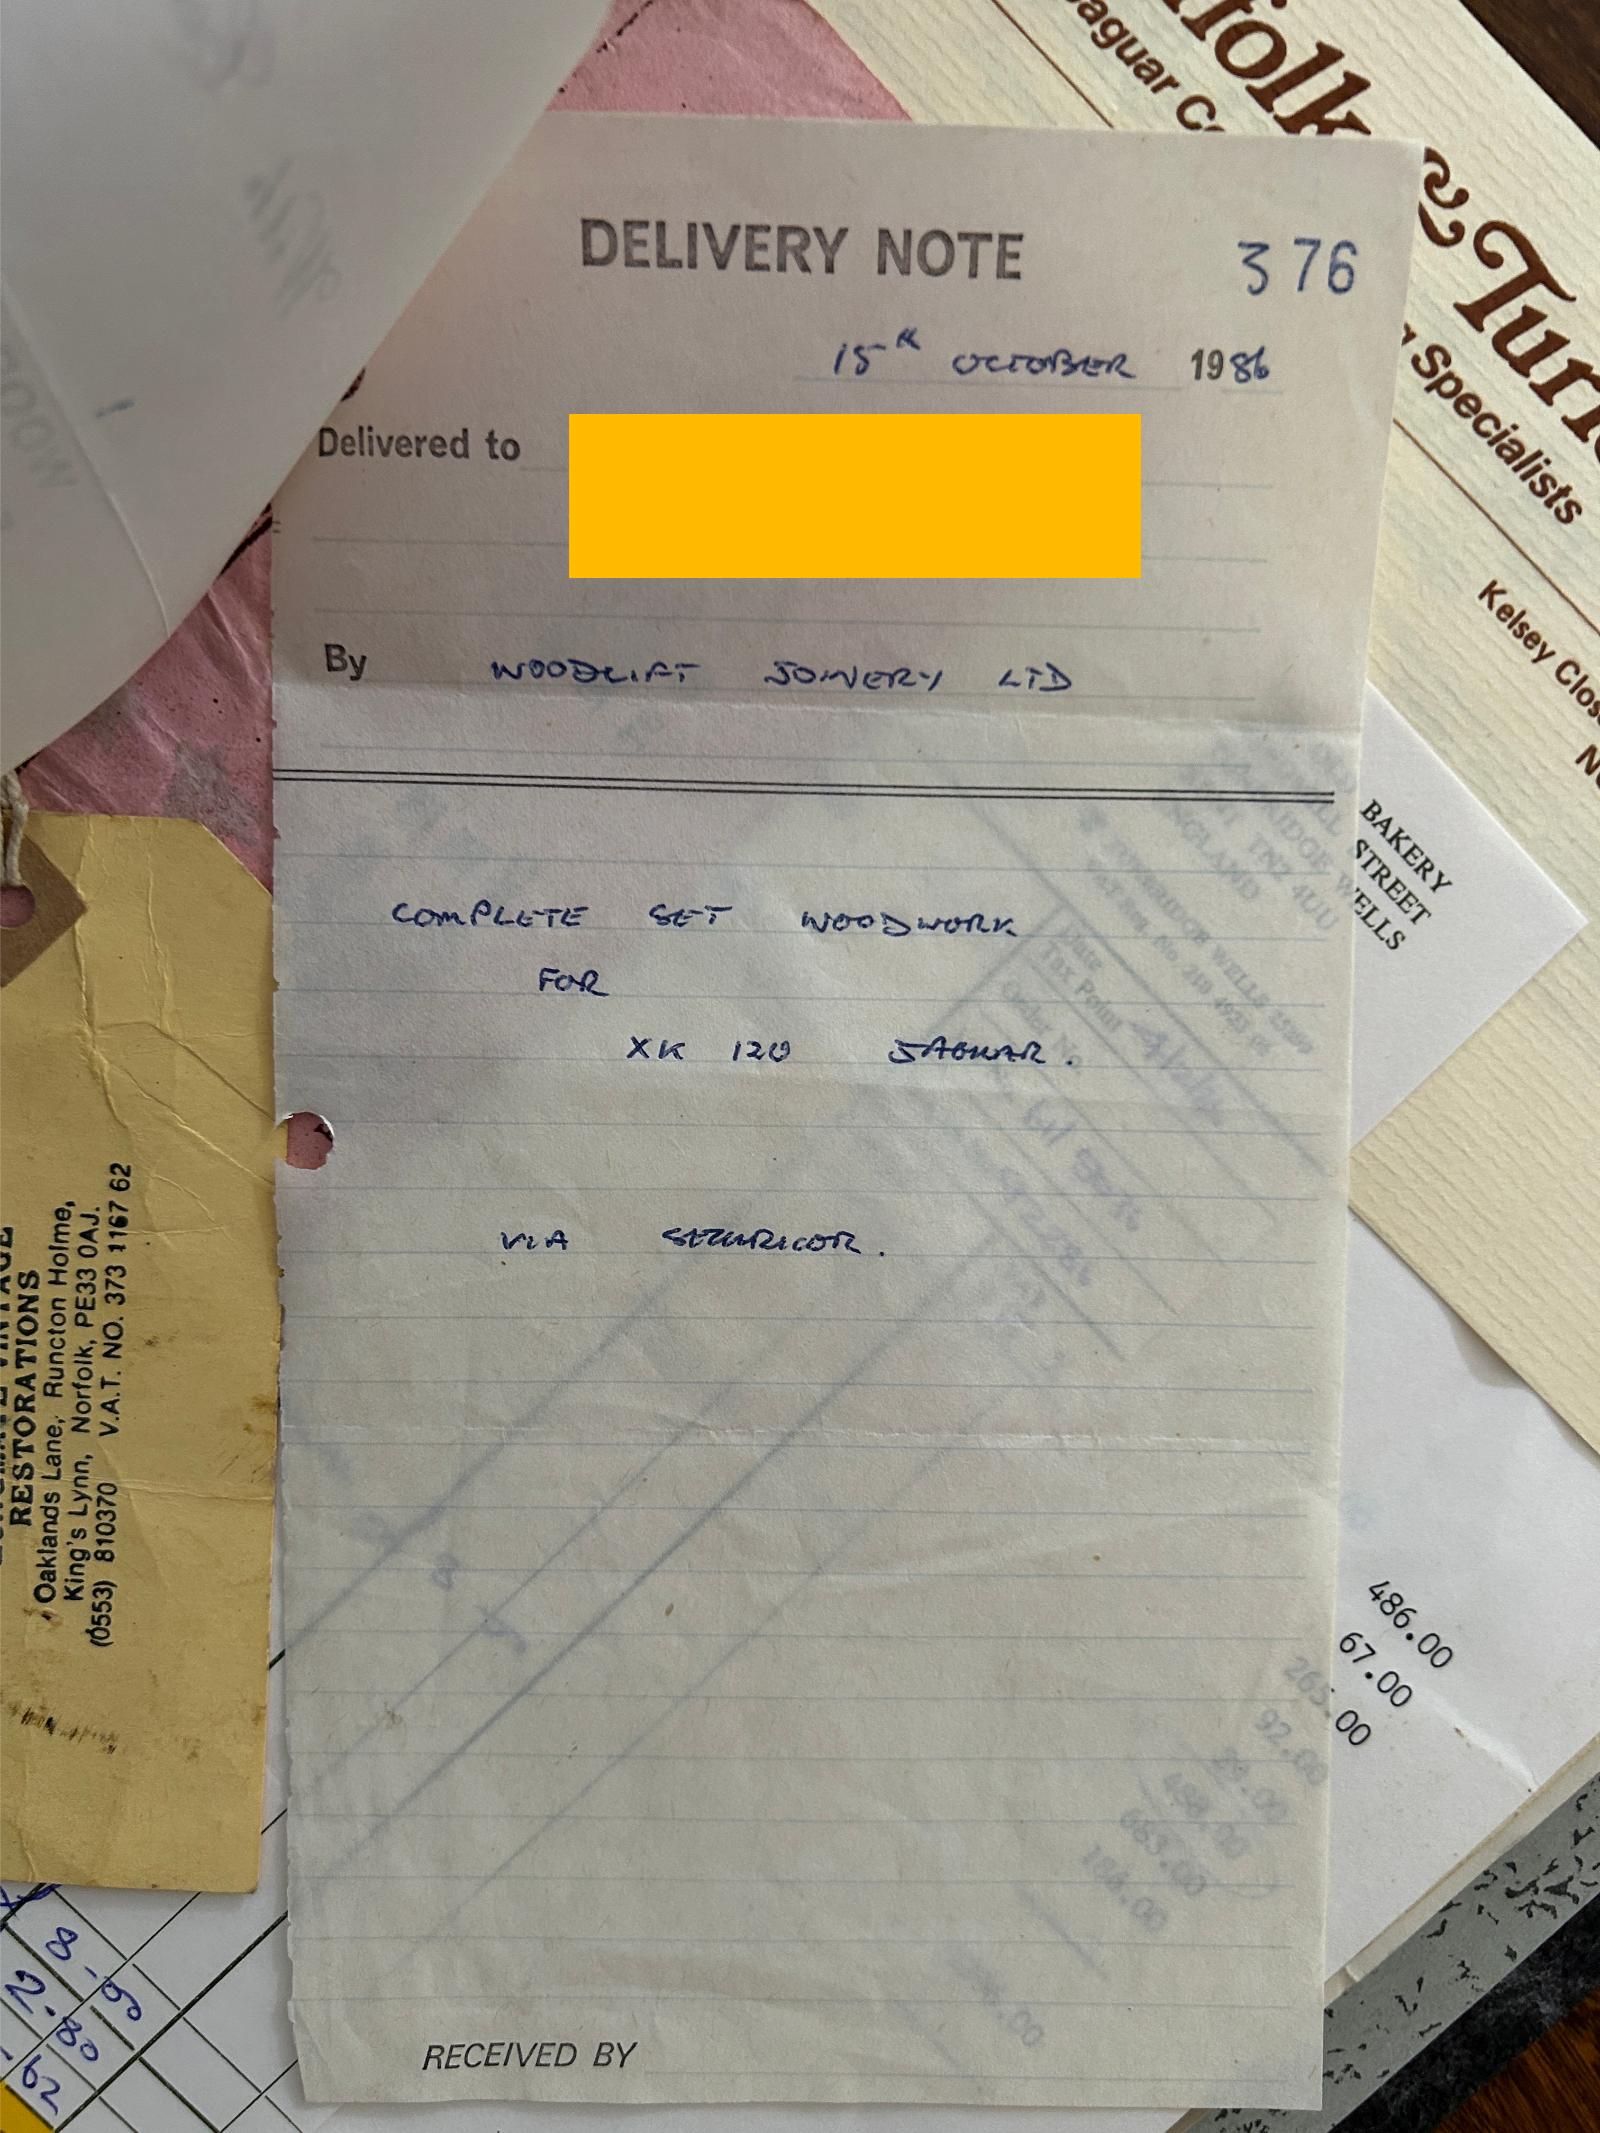 DELIVERY NOTE
376
15th OCTOBER 1986
Delivered to
By WOODLIFT JOINERY LTD
COMPLETE SET WOODWORK
FOR
XK 120 JAGUAR.
VIA SECURICOR.
RECEIVED BY
Jaguar
& Turn
Specialists
Kelsey Close
BAKERY
STREET
WELLS
486.00
67.00
265.00
92.00
RESTORATIONS
Oaklands Lane, Runcton Holme,
King's Lynn, Norfolk, PE33 0AJ.
(0553) 810370 V.A.T. NO. 373 1167 62